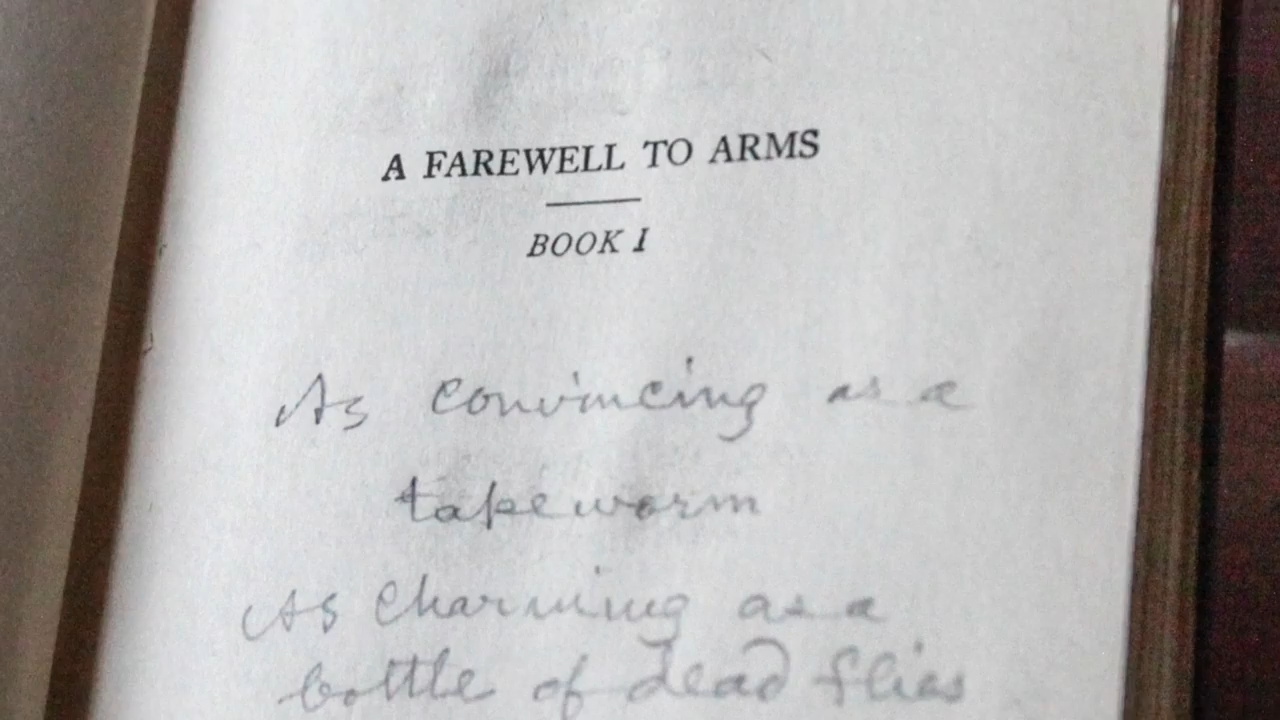 A FAREWELL TO ARMS
BOOK I
As convincing as a
tapeworm
As charming as a
bottle of dead flies